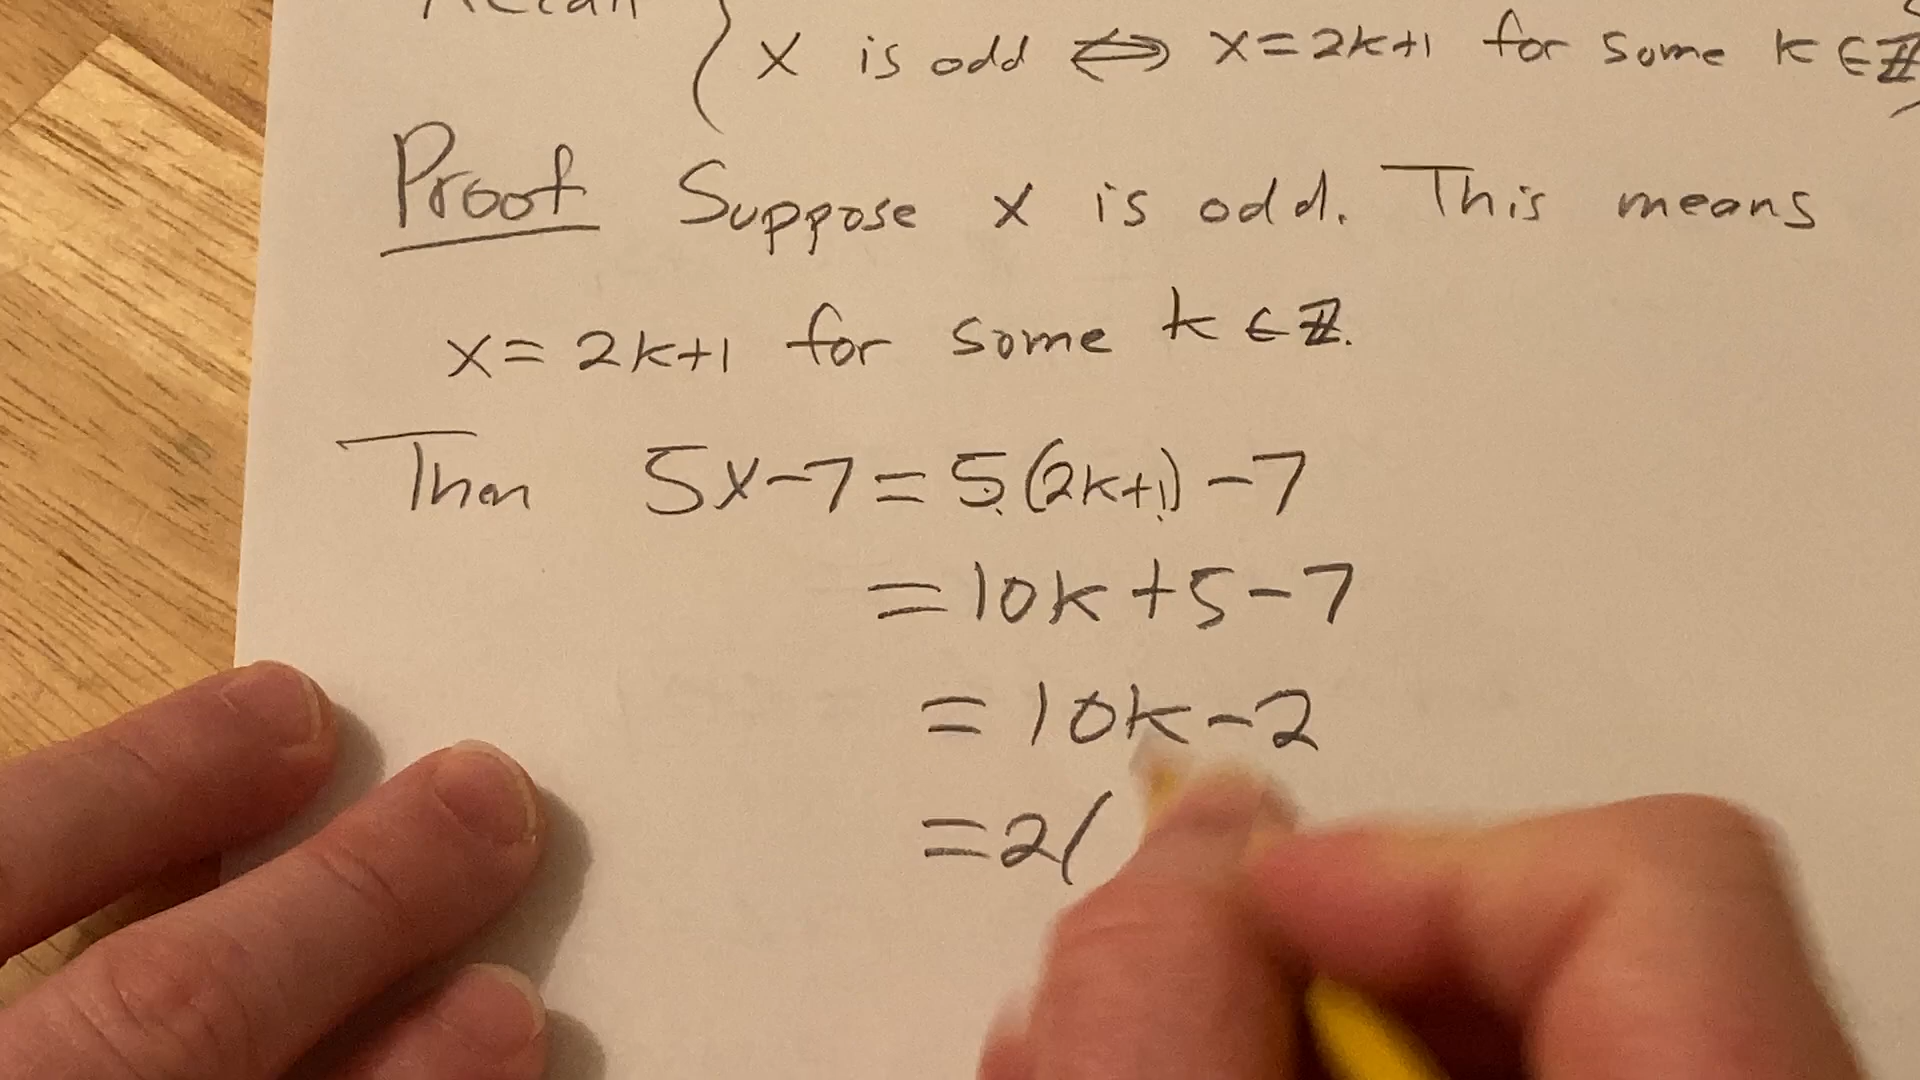 x is odd ⟺ x=2k+1 for some k∈ℤ
Proof Suppose x is odd. This means
x=2k+1 for some k∈ℤ.
Then 5x-7=5(2k+1)-7
=10k+5-7
=10k-2
=2(